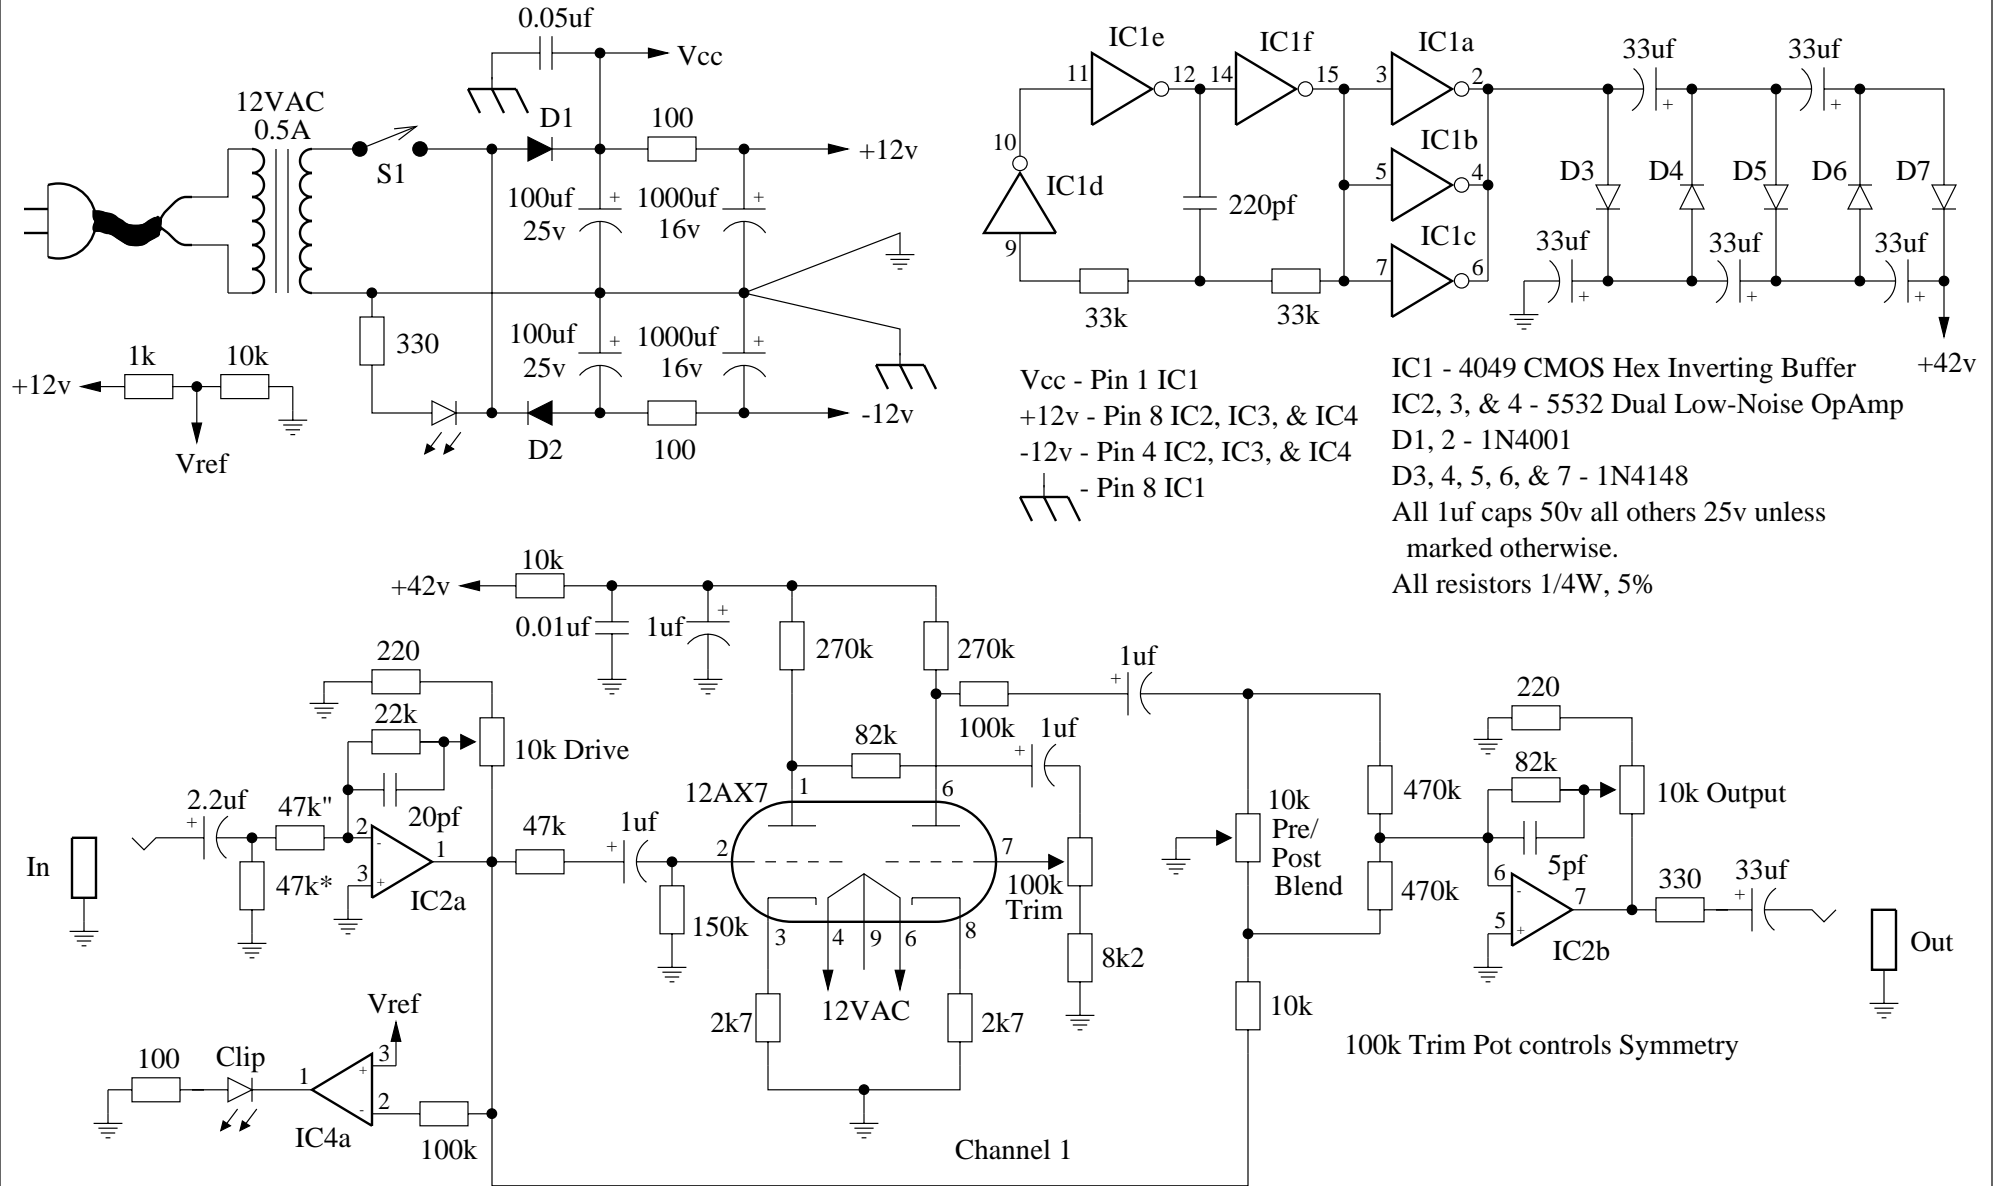 0.05uf
Vcc
12VAC
0.5A
S1
D1
100
+12v
100uf
25v
+
1000uf
16v
+
330
100uf
25v
+
1000uf
16v
+
D2
100
-12v
+12v
1k
10k
Vref
IC1e
11
12
IC1f
14
15
IC1a
3
2
IC1b
5
4
IC1c
7
6
10
IC1d
9
220pf
33k
33k
33uf
+
33uf
+
D3
D4
D5
D6
D7
33uf
+
33uf
+
33uf
+
+42v
Vcc - Pin 1 IC1
+12v - Pin 8 IC2, IC3, & IC4
-12v - Pin 4 IC2, IC3, & IC4
- Pin 8 IC1
IC1 - 4049 CMOS Hex Inverting Buffer
IC2, 3, & 4 - 5532 Dual Low-Noise OpAmp
D1, 2 - 1N4001
D3, 4, 5, 6, & 7 - 1N4148
All 1uf caps 50v all others 25v unless
marked otherwise.
All resistors 1/4W, 5%
+42v
10k
0.01uf
1uf
+
270k
270k
220
22k
10k Drive
20pf
In
2.2uf
+
47k"
47k*
2
-
3
+
1
IC2a
47k
1uf
+
150k
12AX7
1
6
2
7
3
4
9
6
8
82k
100k
1uf
+
1uf
+
100k
Trim
8k2
12VAC
2k7
2k7
10k
Pre/
Post
Blend
10k
470k
470k
220
82k
10k Output
5pf
6
-
5
+
7
IC2b
330
33uf
+
Out
Vref
100
Clip
1
3
+
2
-
IC4a
100k
Channel 1
100k Trim Pot controls Symmetry